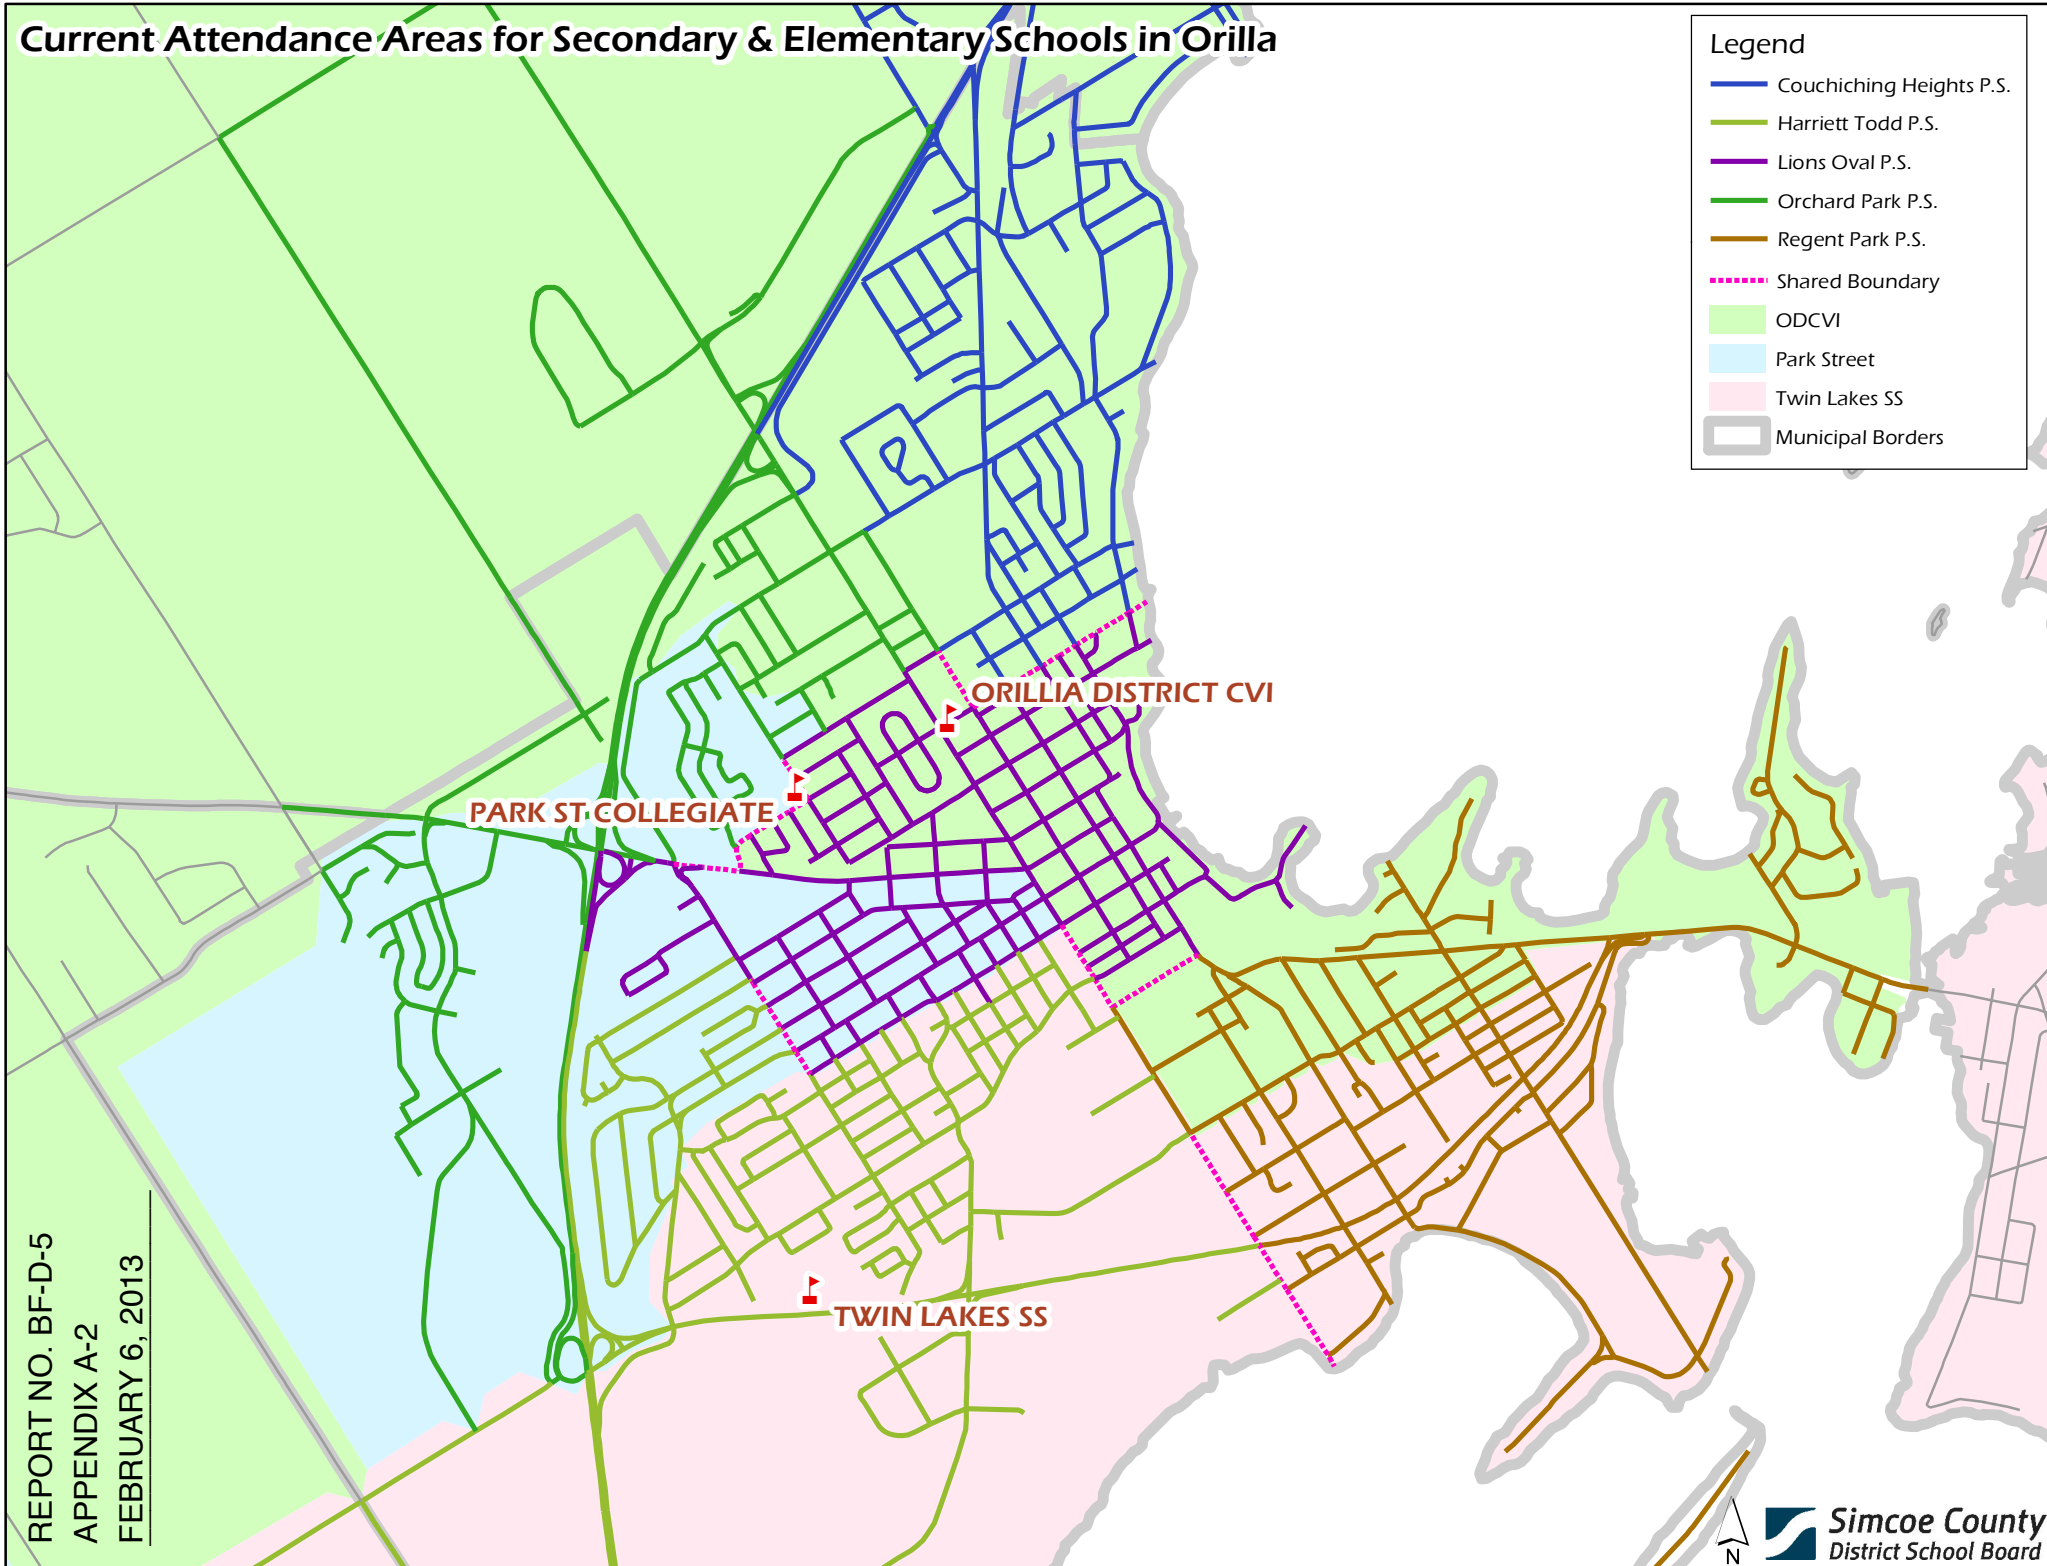 Current Attendance Areas for Secondary & Elementary Schools in Orilla
Legend
Couchiching Heights P.S.
Harriett Todd P.S.
Lions Oval P.S.
Orchard Park P.S.
Regent Park P.S.
Shared Boundary
ODCVI
Park Street
Twin Lakes SS
Municipal Borders
ORILLIA DISTRICT CVI
PARK ST COLLEGIATE
TWIN LAKES SS
REPORT NO. BF-D-5
APPENDIX A-2
FEBRUARY 6, 2013
N
Simcoe County
District School Board